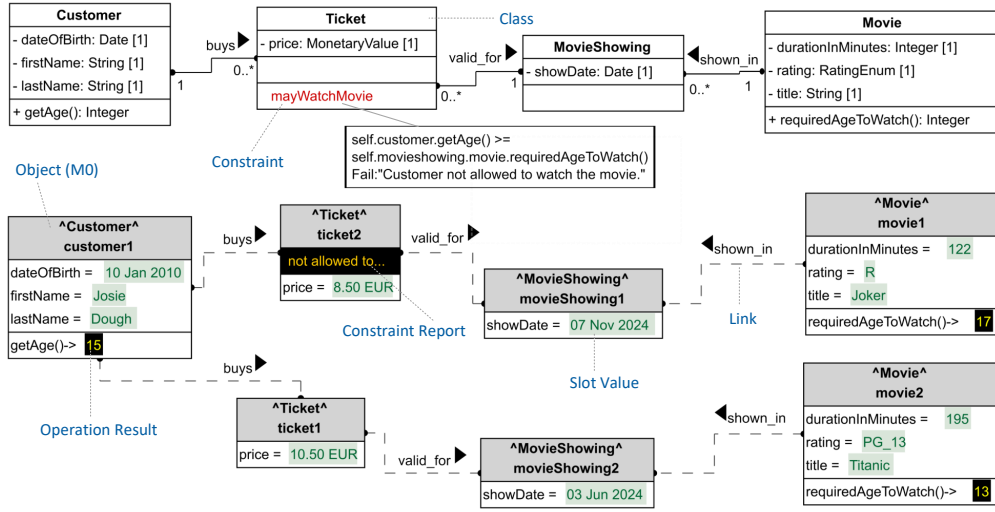 Customer
- dateOfBirth: Date [1]
- firstName: String [1]
- lastName: String [1]
+ getAge(): Integer
buys
1
0..*
Ticket
- price: MonetaryValue [1]
mayWatchMovie
Class
Constraint
valid_for
0..*
1
MovieShowing
- showDate: Date [1]
shown_in
0..*
1
Movie
- durationInMinutes: Integer [1]
- rating: RatingEnum [1]
- title: String [1]
+ requiredAgeToWatch(): Integer
self.customer.getAge() >=
self.movieshowing.movie.requiredAgeToWatch()
Fail:"Customer not allowed to watch the movie."
Object (M0)
^Customer^
customer1
dateOfBirth = 10 Jan 2010
firstName = Josie
lastName = Dough
getAge()-> 15
Operation Result
buys
^Ticket^
ticket2
not allowed to...
price = 8.50 EUR
Constraint Report
valid_for
^MovieShowing^
movieShowing1
showDate = 07 Nov 2024
Slot Value
shown_in
Link
^Movie^
movie1
durationInMinutes = 122
rating = R
title = Joker
requiredAgeToWatch()-> 17
buys
^Ticket^
ticket1
price = 10.50 EUR
valid_for
^MovieShowing^
movieShowing2
showDate = 03 Jun 2024
shown_in
^Movie^
movie2
durationInMinutes = 195
rating = PG_13
title = Titanic
requiredAgeToWatch()-> 13